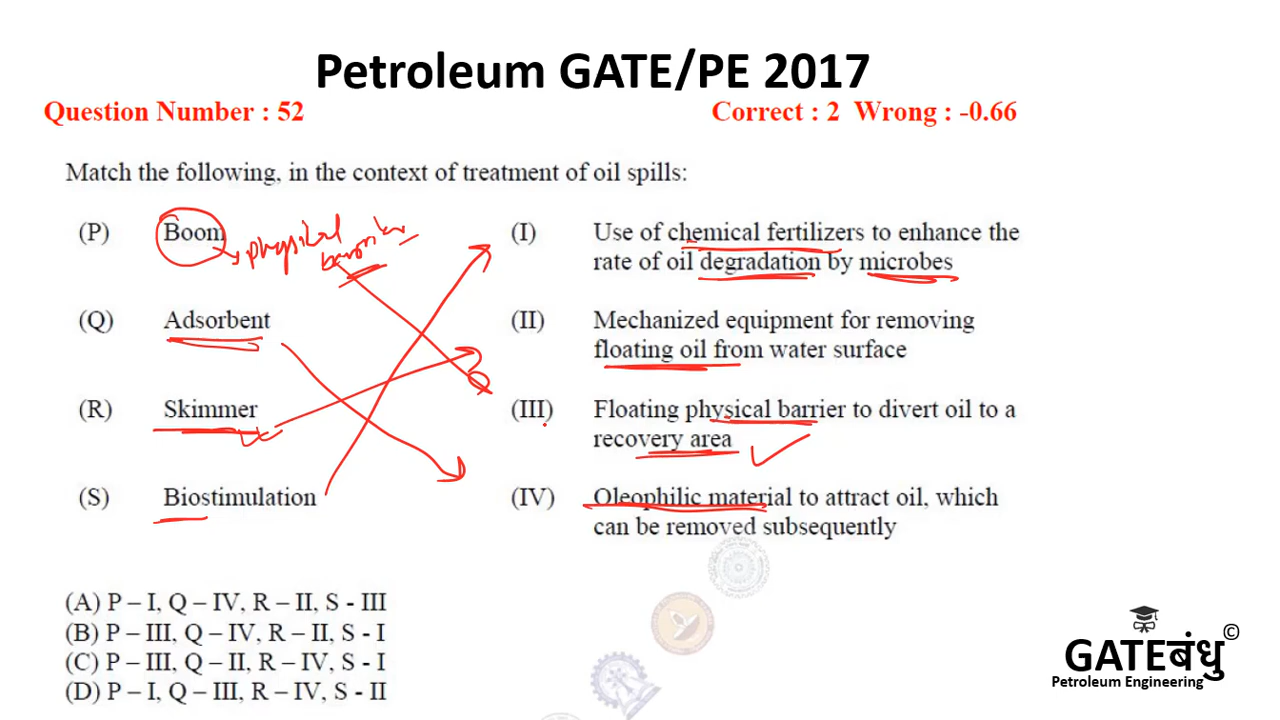 Petroleum GATE/PE 2017
Question Number : 52 Correct : 2 Wrong : -0.66
Match the following, in the context of treatment of oil spills:
(P) Boom physical barrier (I) Use of chemical fertilizers to enhance the
rate of oil degradation by microbes
(Q) Adsorbent (II) Mechanized equipment for removing
floating oil from water surface
(R) Skimmer (III) Floating physical barrier to divert oil to a
recovery area
(S) Biostimulation (IV) Oleophilic material to attract oil, which
can be removed subsequently
(A) P – I, Q – IV, R – II, S - III
(B) P – III, Q – IV, R – II, S - I
(C) P – III, Q – II, R – IV, S - I
(D) P – I, Q – III, R – IV, S - II
GATEबंधु ©
Petroleum Engineering